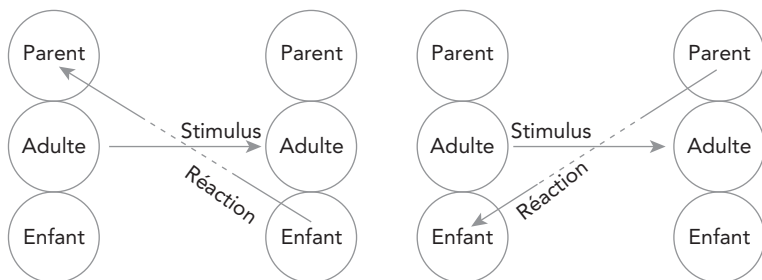 Parent Parent
Stimulus
Adulte Adulte
Réaction
Enfant Enfant
Parent Parent
Stimulus
Adulte Adulte
Réaction
Enfant Enfant